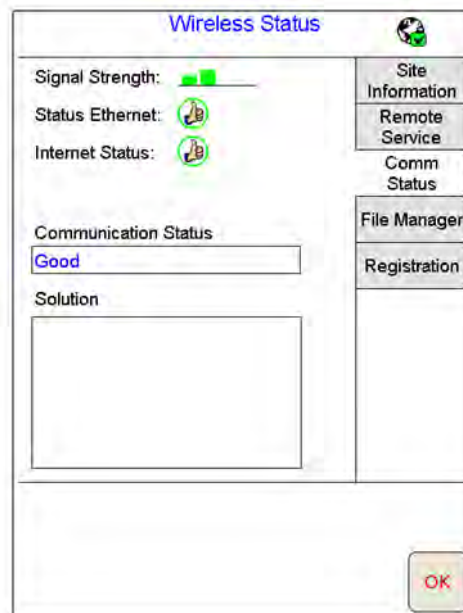 Wireless Status
Signal Strength:
Status Ethernet:
Internet Status:
Communication Status
Good
Solution
Site
Information
Remote
Service
Comm
Status
File Manager
Registration
OK